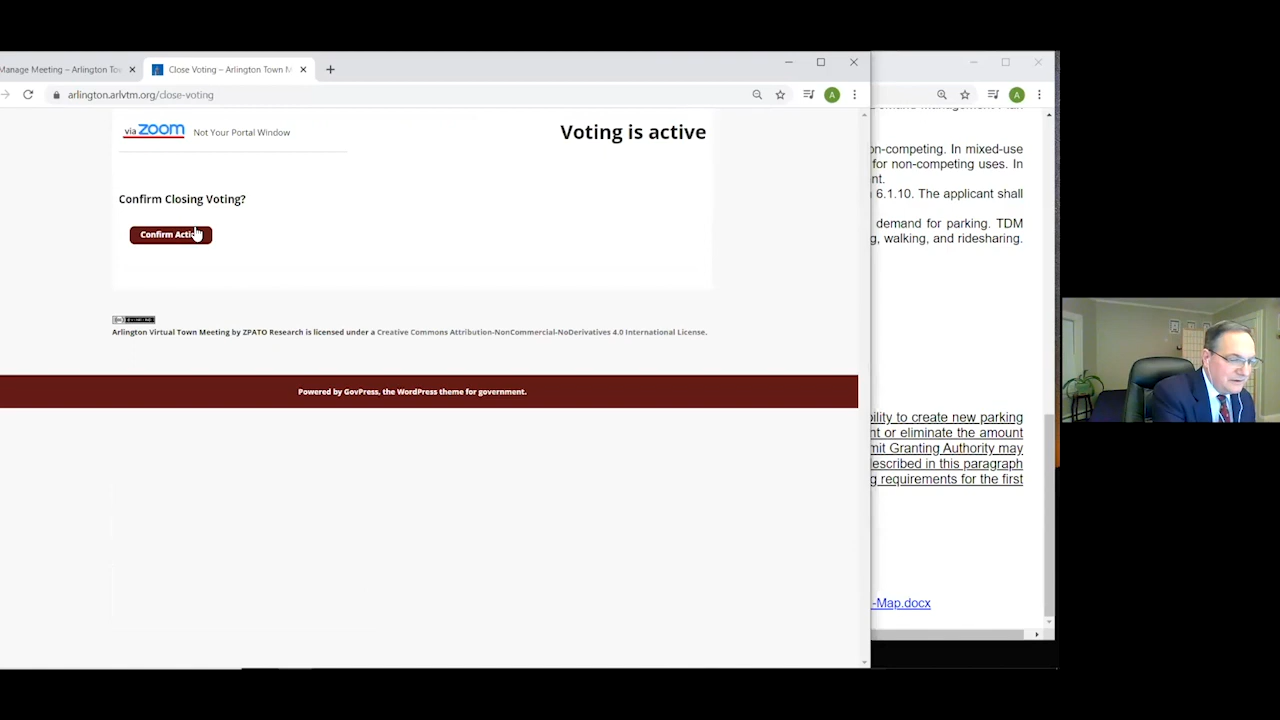 Manage Meeting – Arlington To
Close Voting – Arlington Town M
arlington.arlvtm.org/close-voting
A
A
via zoom Not Your Portal Window
Voting is active
Confirm Closing Voting?
Confirm Acti
Arlington Virtual Town Meeting by ZPATO Research is licensed under a Creative Commons Attribution-NonCommercial-NoDerivatives 4.0 International License.
Powered by GovPress, the WordPress theme for government.
on-competing. In mixed-use
for non-competing uses. In
nt.
6.1.10. The applicant shall
demand for parking. TDM
g, walking, and ridesharing.
bility to create new parking
nt or eliminate the amount
mit Granting Authority may
escribed in this paragraph
g requirements for the first
-Map.docx